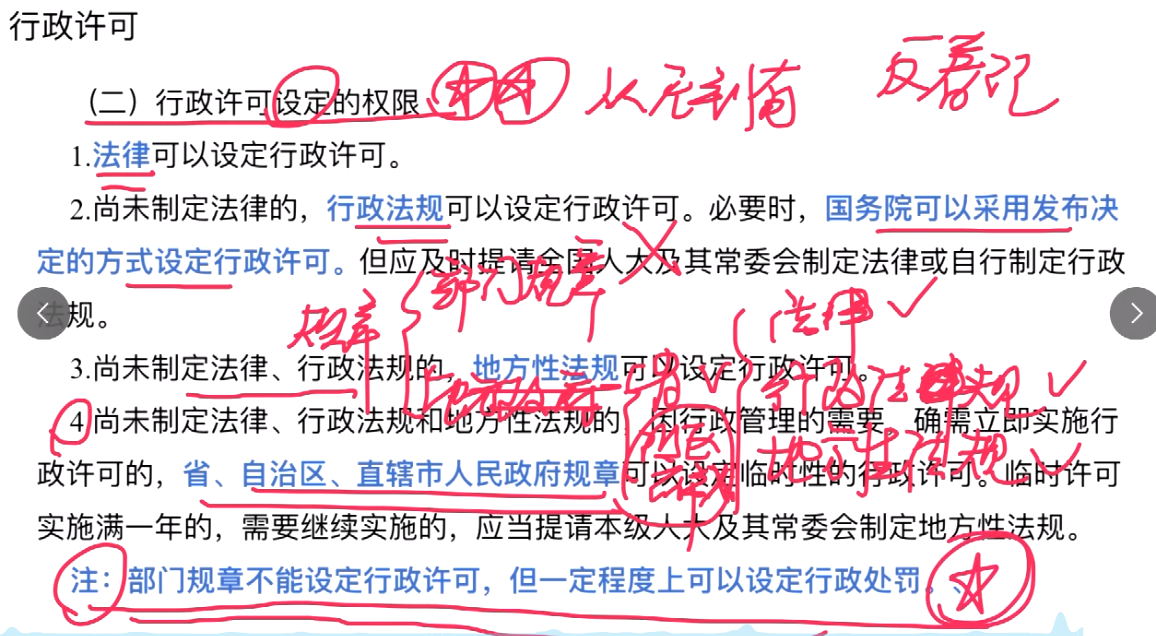 行政许可
（二）行政许可设定的权限
反着记
1.法律可以设定行政许可。
2.尚未制定法律的，行政法规可以设定行政许可。必要时，国务院可以采用发布决
定的方式设定行政许可。但应及时提请全国人大及其常委会制定法律或自行制定行政
法规。
部门规章
规章
法律
3.尚未制定法律、行政法规的，地方性法规可以设定行政许可。
省
4.尚未制定法律、行政法规和地方性法规的，因行政管理的需要，确需立即实施行
地方性法规
政许可的，省、自治区、直辖市人民政府规章可以设定临时性的行政许可。临时许可
实施满一年的，需要继续实施的，应当提请本级人大及其常委会制定地方性法规。
注：部门规章不能设定行政许可，但一定程度上可以设定行政处罚。、